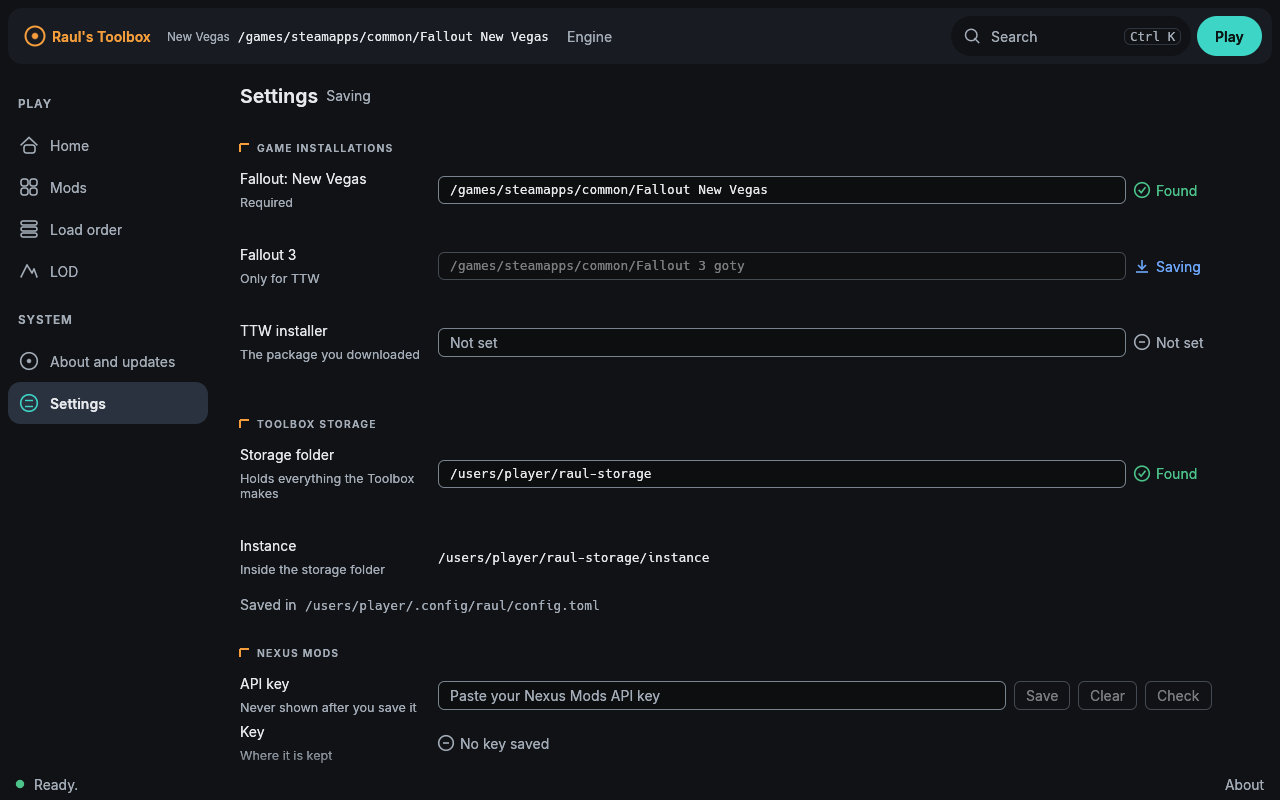 Raul's Toolbox New Vegas /games/steamapps/common/Fallout New Vegas Engine Search Ctrl K Play
PLAY
Home
Mods
Load order
LOD
SYSTEM
About and updates
Settings
Settings Saving
GAME INSTALLATIONS
Fallout: New Vegas
Required
/games/steamapps/common/Fallout New Vegas Found
Fallout 3
Only for TTW
/games/steamapps/common/Fallout 3 goty Saving
TTW installer
The package you downloaded
Not set Not set
TOOLBOX STORAGE
Storage folder
Holds everything the Toolbox
makes
/users/player/raul-storage Found
Instance
Inside the storage folder
/users/player/raul-storage/instance
Saved in /users/player/.config/raul/config.toml
NEXUS MODS
API key
Never shown after you save it
Paste your Nexus Mods API key Save Clear Check
Key
Where it is kept
No key saved
Ready. About